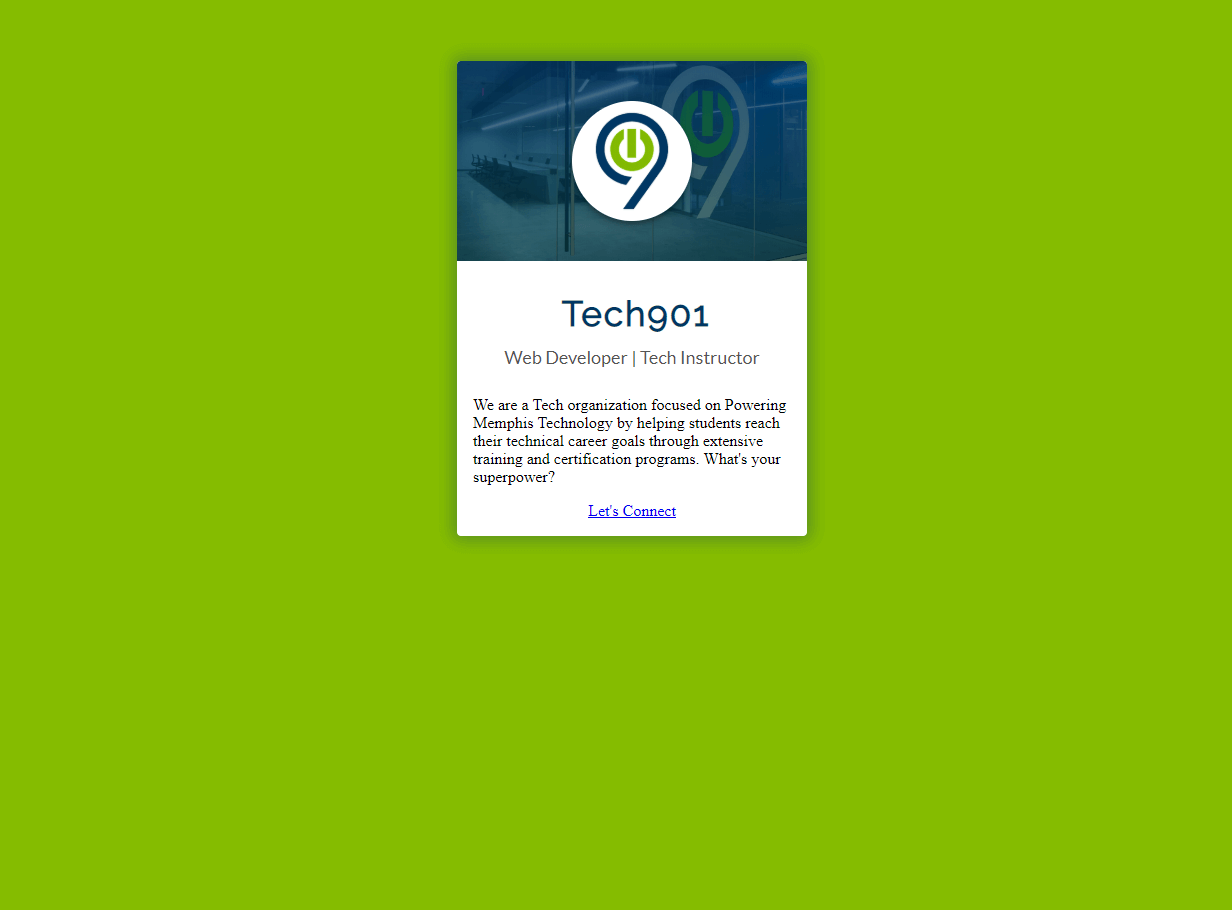 Tech901
Web Developer | Tech Instructor
We are a Tech organization focused on Powering
Memphis Technology by helping students reach
their technical career goals through extensive
training and certification programs. What's your
superpower?
Let's Connect